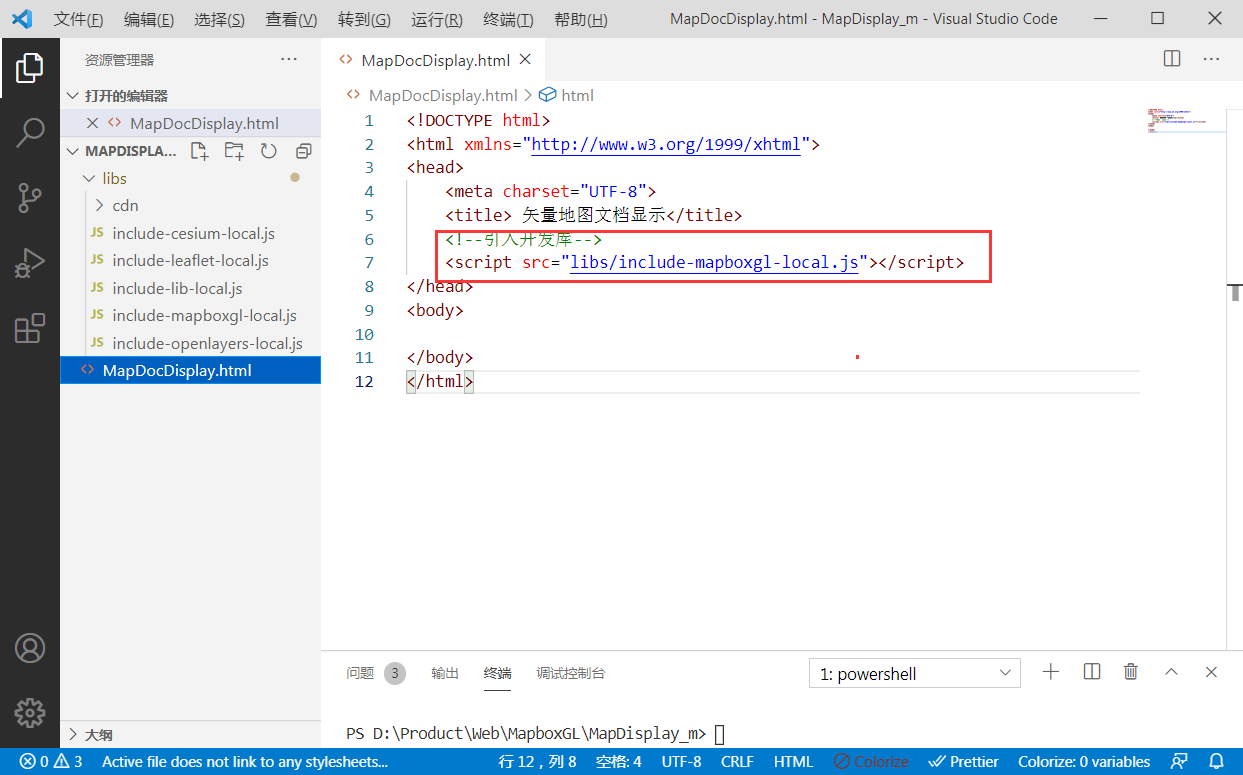 文件(F) 编辑(E) 选择(S) 查看(V) 转到(G) 运行(R) 终端(T) 帮助(H) MapDocDisplay.html - MapDisplay_m - Visual Studio Code
资源管理器
打开的编辑器
MapDocDisplay.html
MAPDISPLA...
libs
cdn
JS include-cesium-local.js
JS include-leaflet-local.js
JS include-lib-local.js
JS include-mapboxgl-local.js
JS include-openlayers-local.js
<> MapDocDisplay.html
大纲
<> MapDocDisplay.html
<> MapDocDisplay.html > html
1 <!DOCTYPE html>
2 <html xmlns="http://www.w3.org/1999/xhtml">
3 <head>
4 <meta charset="UTF-8">
5 <title> 矢量地图文档显示</title>
6 <!--引入开发库-->
7 <script src="libs/include-mapboxgl-local.js"></script>
8 </head>
9 <body>
10
11 </body>
12 </html>
问题 3 输出 终端 调试控制台 1: powershell
PS D:\Product\Web\MapboxGL\MapDisplay_m>
0 3 Active file does not link to any stylesheets... 行 12，列 8 空格: 4 UTF-8 CRLF HTML Colorize Prettier Colorize: 0 variables